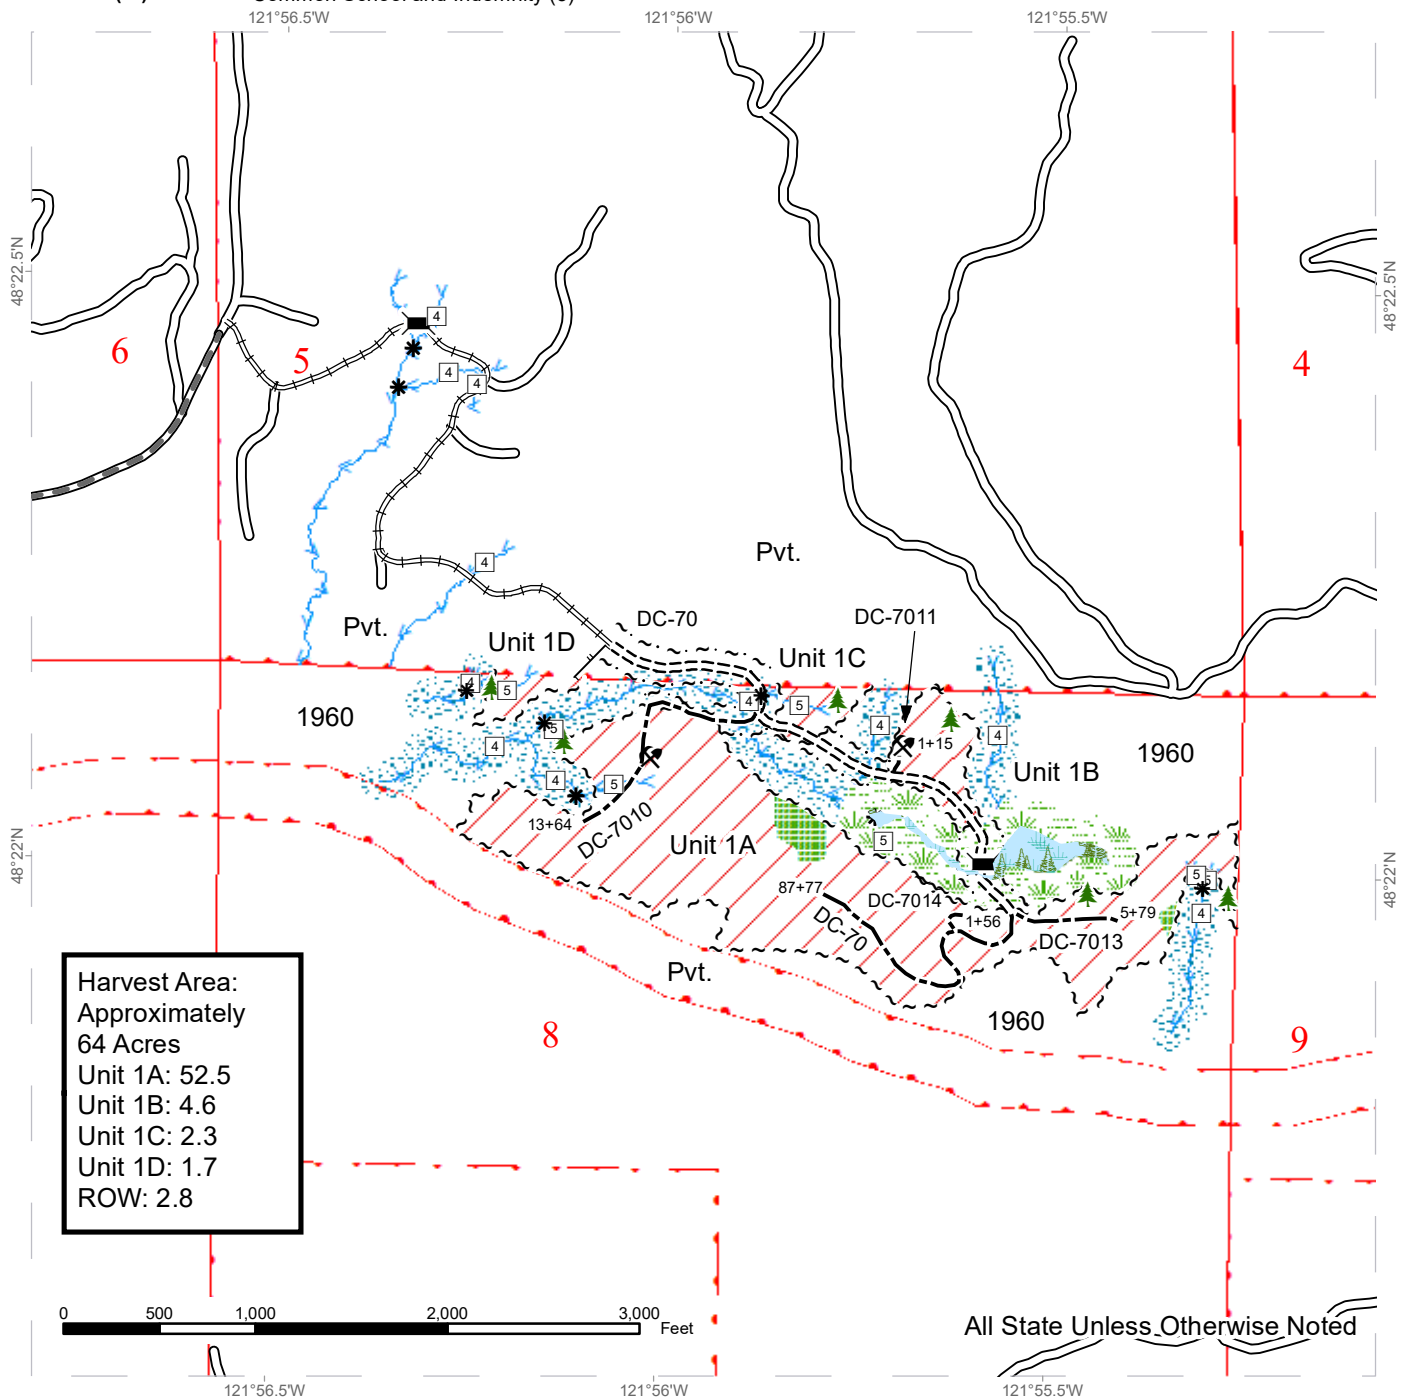 Common School and Indemnity (3)
121°56.5'W
121°56'W
121°55.5'W
48°22.5'N
48°22.5'N
4
6
5
4
4
4
Pvt.
4
DC-70
DC-7011
Pvt.
Unit 1D
Unit 1C
4
5
4
5
1960
5
4
4
1+15
4
1960
Unit 1B
4
5
13+64
DC-7010
Unit 1A
5
48°22'N
48°22'N
87+77
DC-7014
5
5
DC-70
1+56
5+79
4
DC-7013
Pvt.
1960
8
9
Harvest Area:
Approximately
64 Acres
Unit 1A: 52.5
Unit 1B: 4.6
Unit 1C: 2.3
Unit 1D: 1.7
ROW: 2.8
0
500
1,000
2,000
3,000
Feet
All State Unless Otherwise Noted
121°56.5'W
121°56'W
121°55.5'W